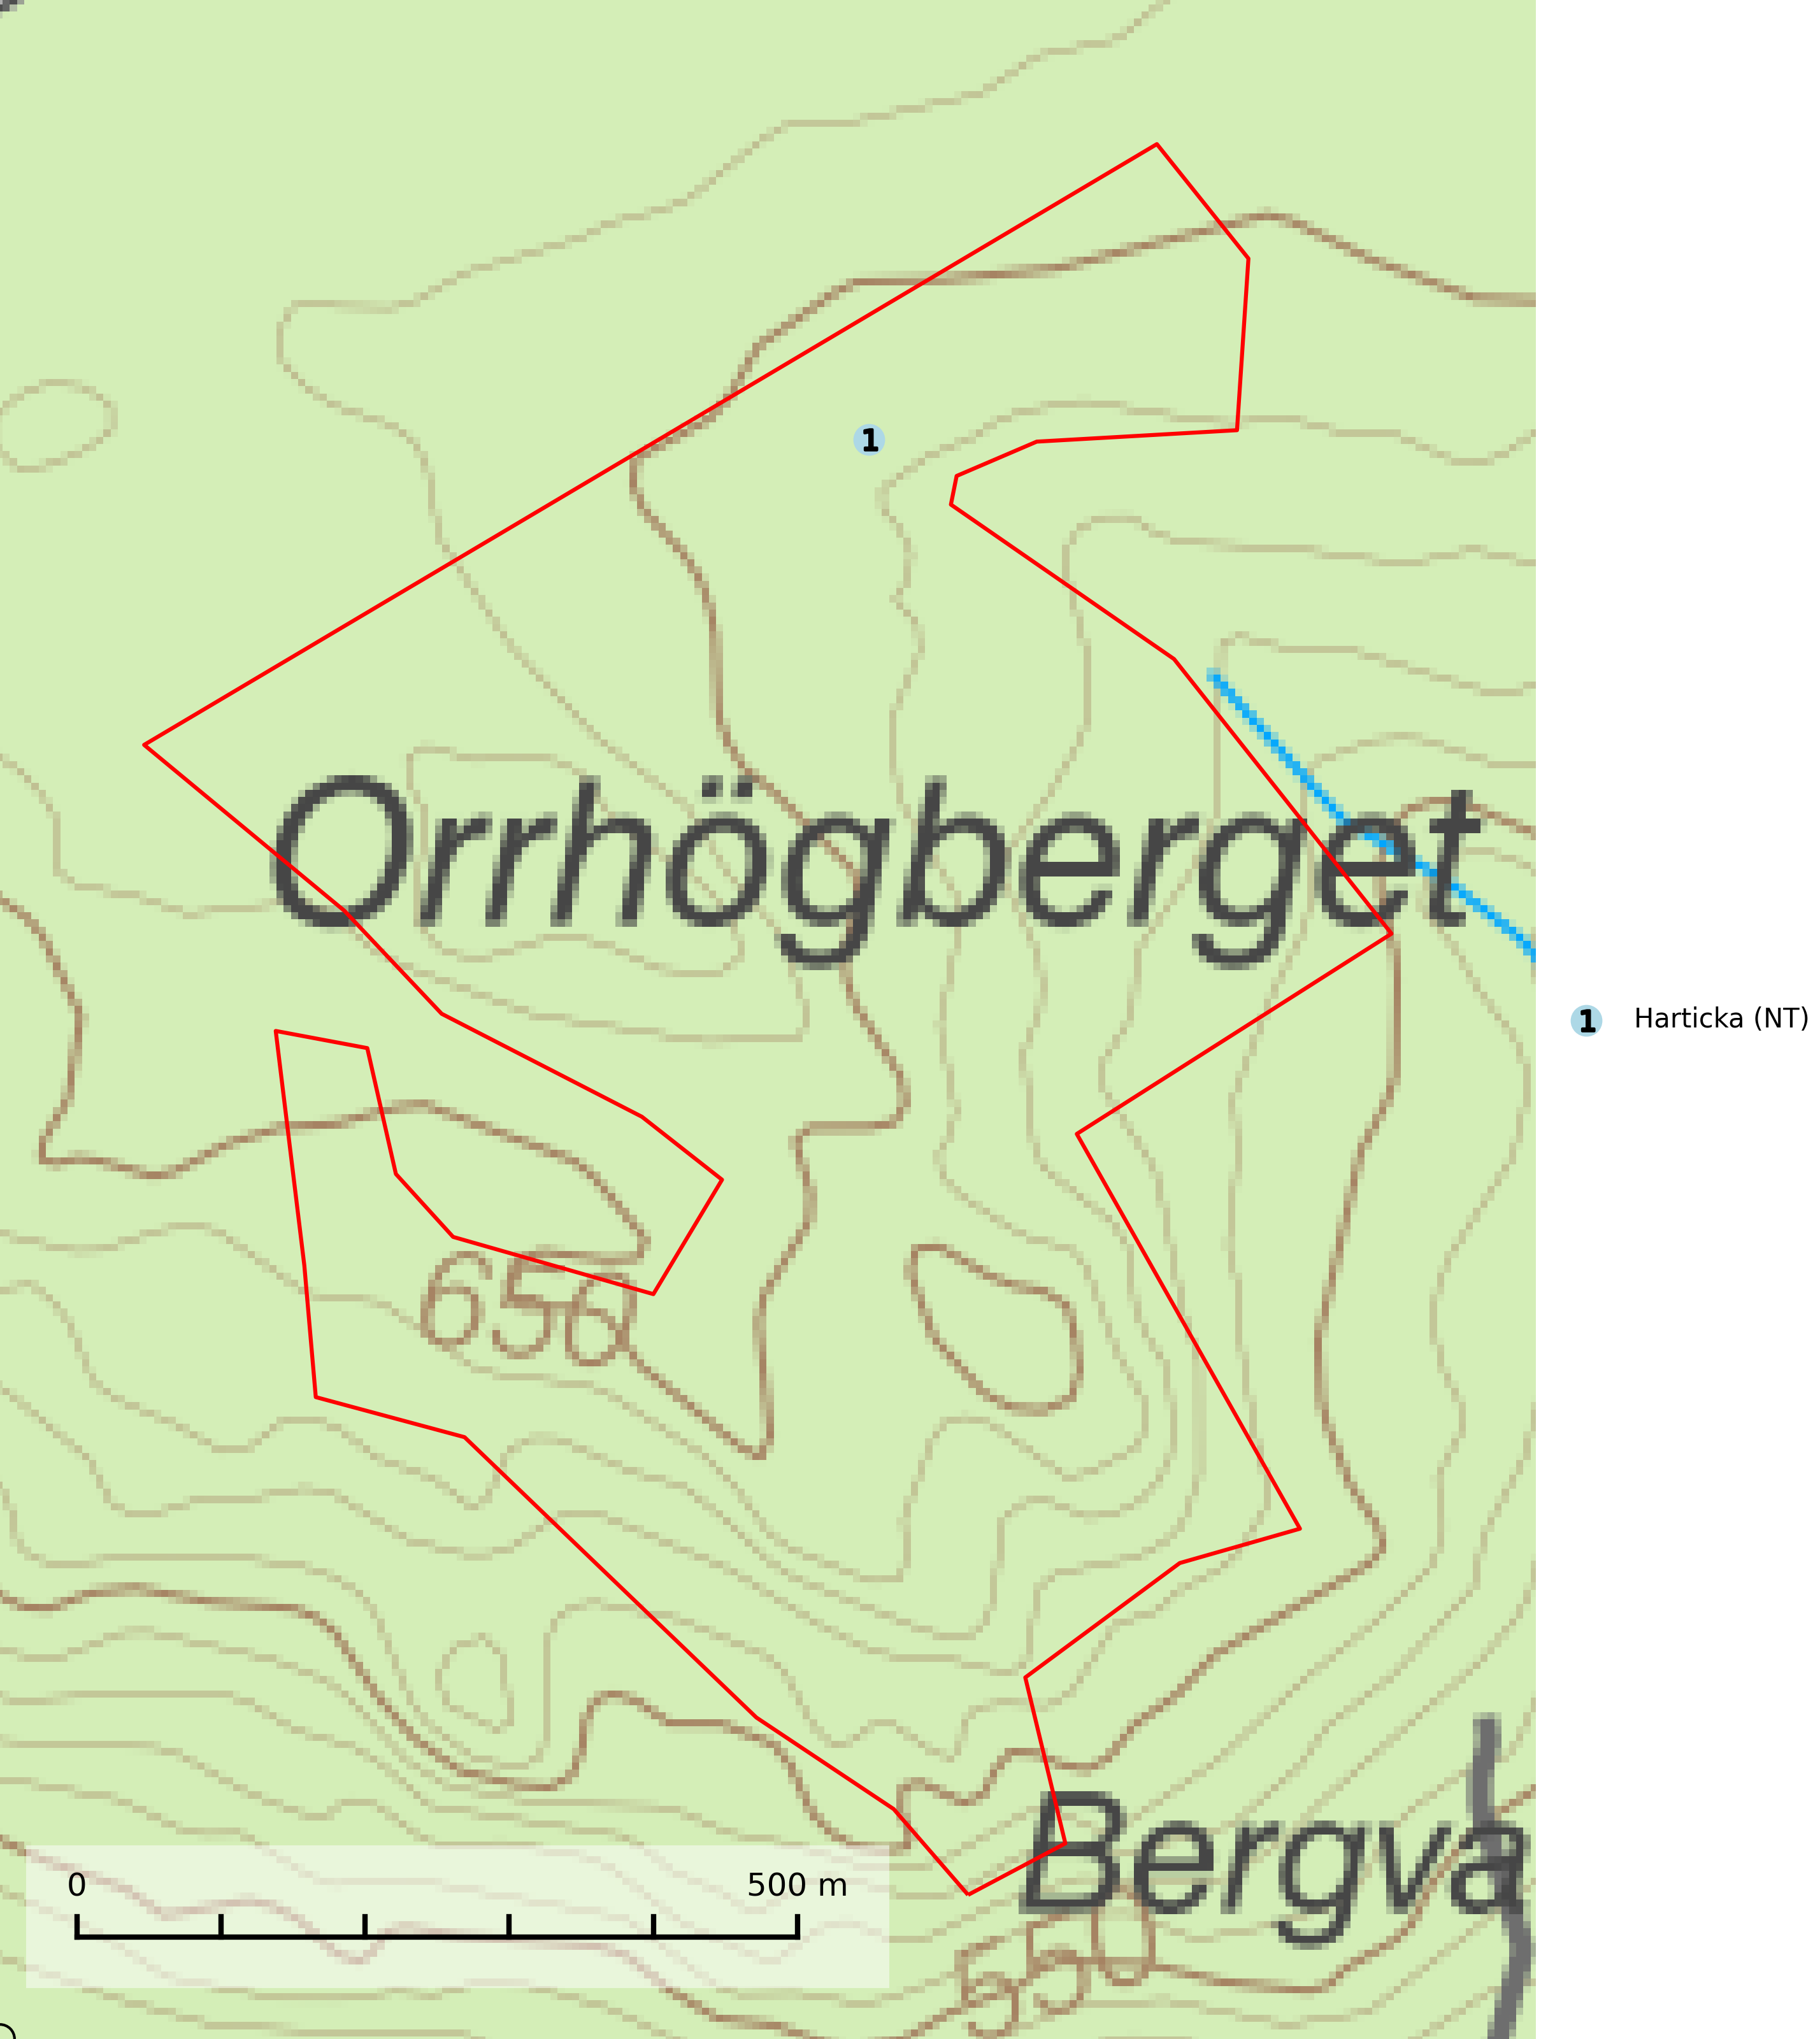 1
Orrhögberget
1 Harticka (NT)
656
Bergva
0 500 m
550